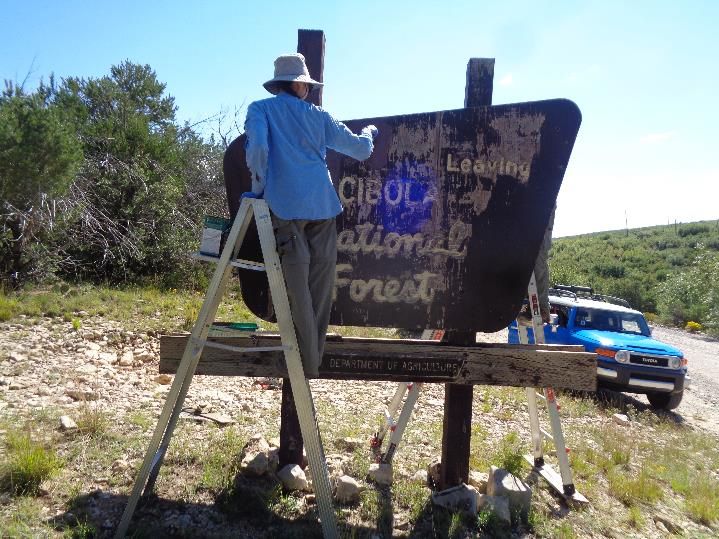 Leaving
CIBOLA
National
Forest
DEPARTMENT OF AGRICULTURE
TOYOTA